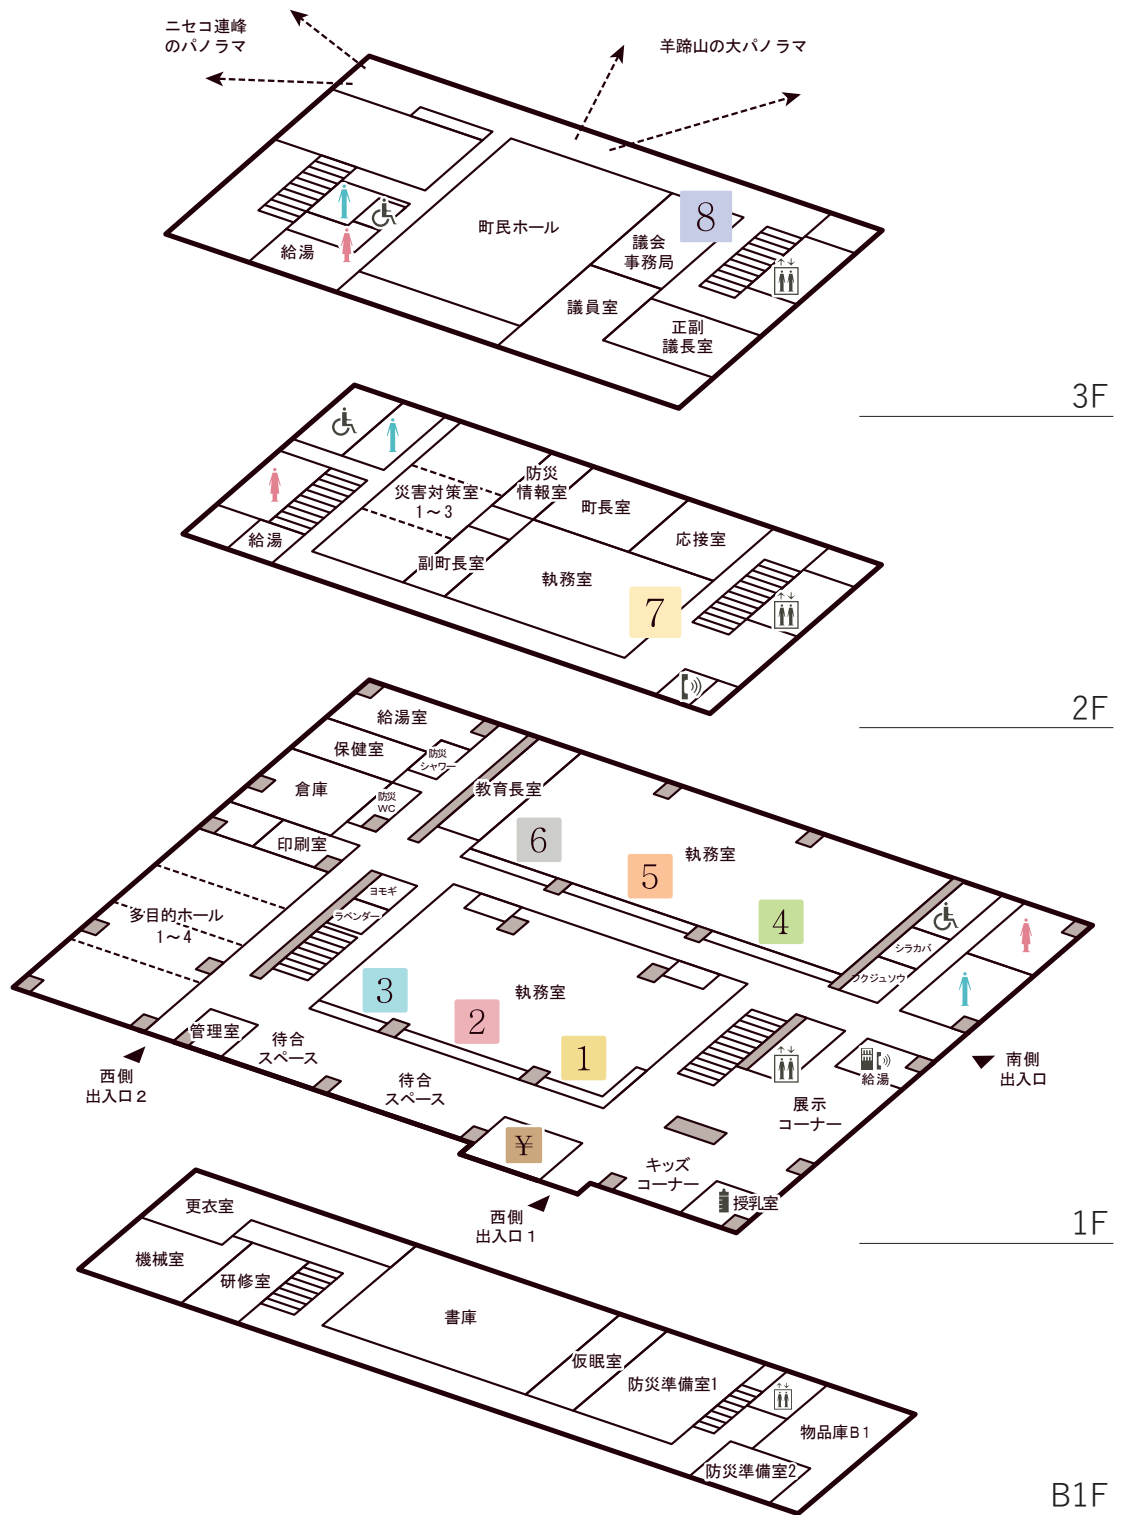 ニセコ連峰
のパノラマ
羊蹄山の大パノラマ
町民ホール
8
議会
事務局
給湯
議員室
正副
議長室
3F
防災
情報室
災害対策室
1～3
町長室
応接室
給湯
副町長室
執務室
7
2F
給湯室
保健室
防災
シャワー
倉庫
防災
WC
教育長室
印刷室
6
執務室
5
4
ヨモギ
ラベンダー
多目的ホール
1～4
シラカバ
フクジュソウ
3
執務室
2
1
管理室
待合
スペース
待合
スペース
西側
出入口2
給湯
南側
出入口
展示
コーナー
¥
キッズ
コーナー
授乳室
西側
出入口1
1F
更衣室
機械室
研修室
書庫
仮眠室
防災準備室1
物品庫B1
防災準備室2
B1F